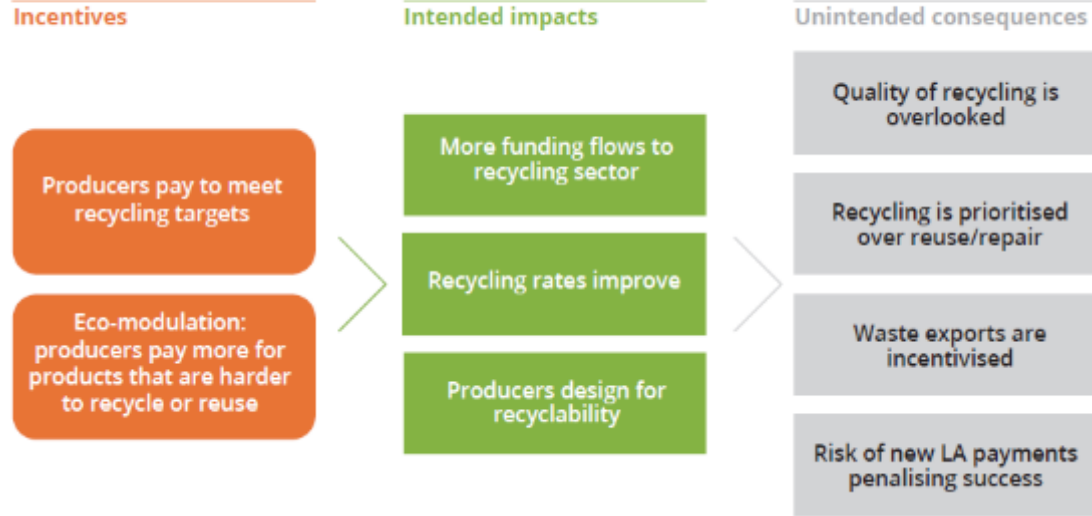 Incentives
Producers pay to meet
recycling targets
Eco-modulation:
producers pay more for
products that are harder
to recycle or reuse
Intended impacts
More funding flows to
recycling sector
Recycling rates improve
Producers design for
recyclability
Unintended consequences
Quality of recycling is
overlooked
Recycling is prioritised
over reuse/repair
Waste exports are
incentivised
Risk of new LA payments
penalising success